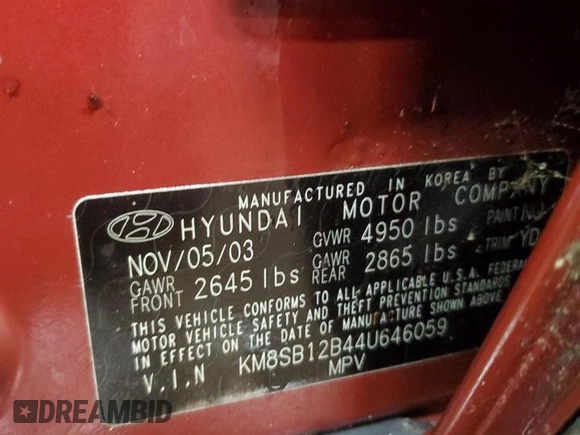 MANUFACTURED IN KOREA BY
HYUNDAI MOTOR COMPANY
NOV/05/03 GVWR 4950 lbs PAINT NO
GAWR FRONT 2645 lbs GAWR REAR 2865 lbs TRIM YD
THIS VEHICLE CONFORMS TO ALL APPLICABLE U.S.A. FEDERAL
MOTOR VEHICLE SAFETY AND THEFT PREVENTION STANDARDS
IN EFFECT ON THE DATE OF MANUFACTURE SHOWN ABOVE
V.I.N KM8SB12B44U646059
MPV
DREAMBID